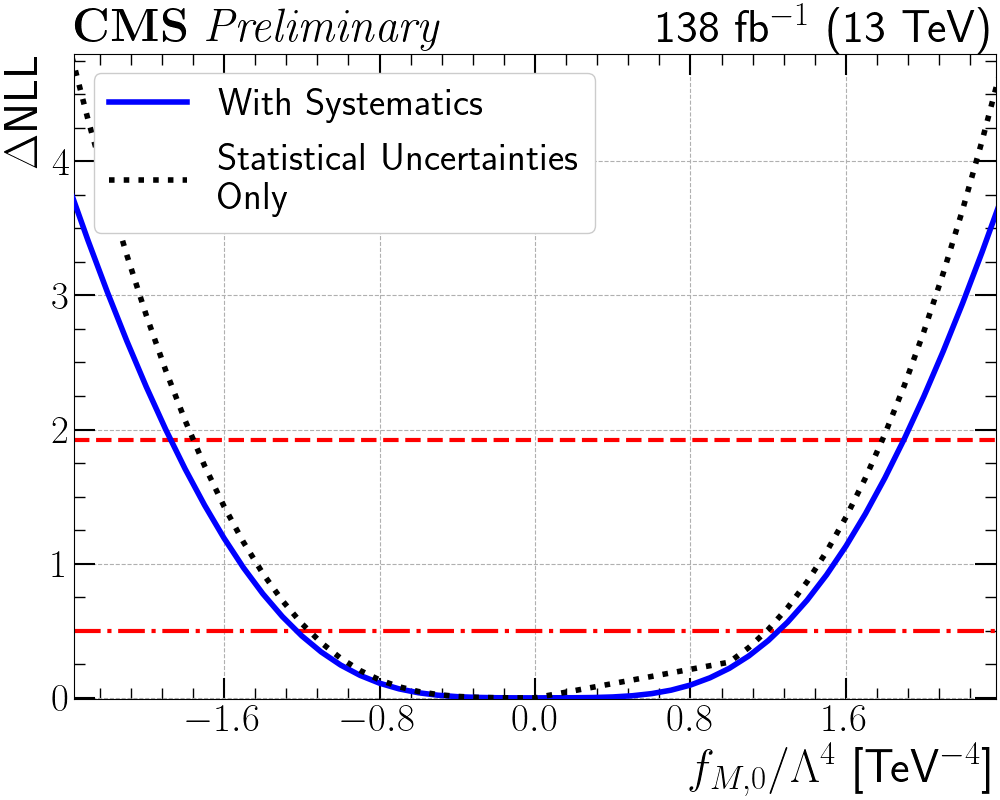 CMS Preliminary
138 fb⁻¹ (13 TeV)
ΔNLL
With Systematics
Statistical Uncertainties
Only
4
3
2
1
0
−1.6
−0.8
0.0
0.8
1.6
f_{M,0}/Λ⁴ [TeV⁻⁴]